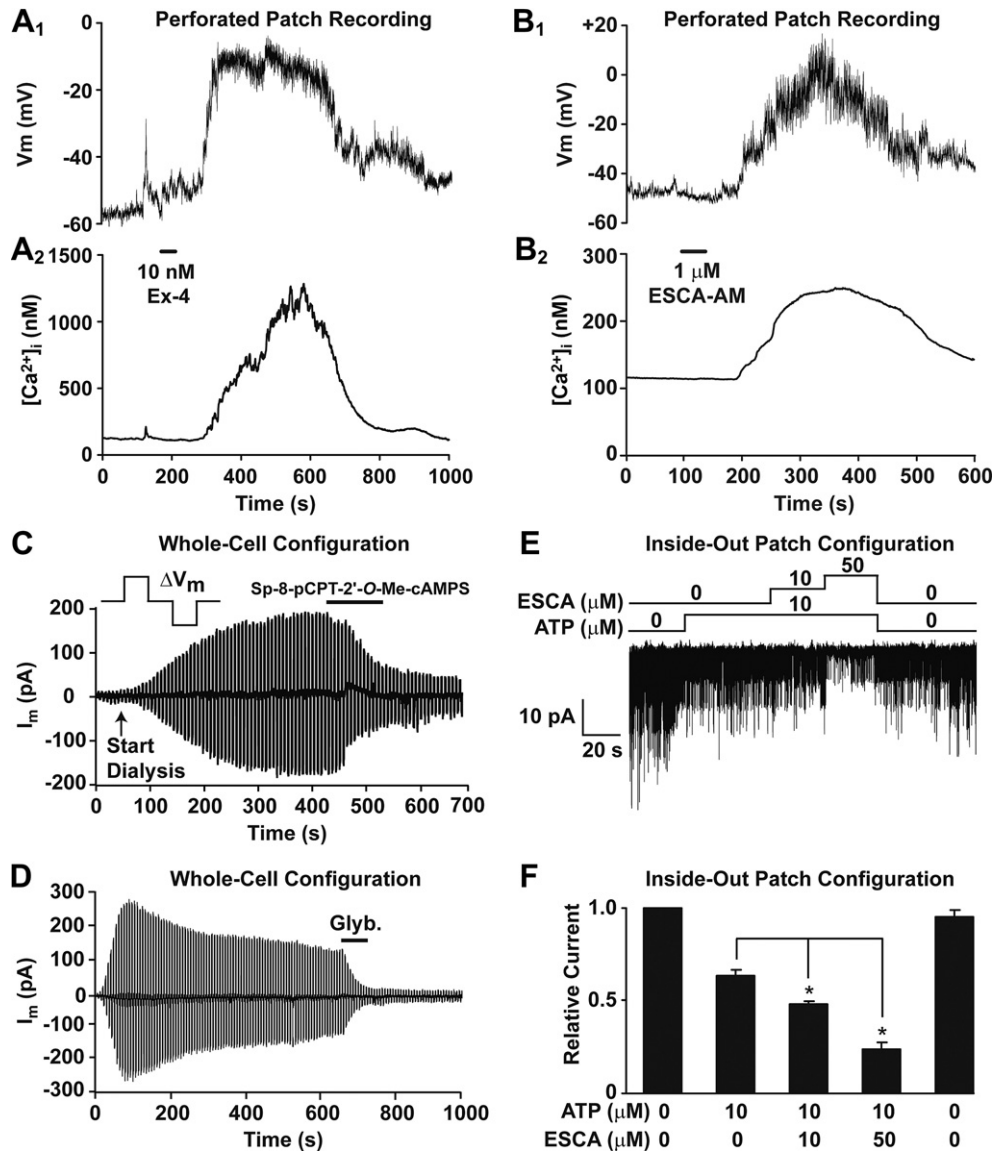 A1 Perforated Patch Recording
0
-20
-40
-60
Vm (mV)
A2
1500
1000
500
0
[Ca2+]i (nM)
10 nM
Ex-4
0 200 400 600 800 1000
Time (s)
B1 Perforated Patch Recording
+20
0
-20
-40
-60
Vm (mV)
B2
300
200
100
0
[Ca2+]i (nM)
1 µM
ESCA-AM
0 100 200 300 400 500 600
Time (s)
C Whole-Cell Configuration
ΔVm
Sp-8-pCPT-2'-O-Me-cAMPS
200
100
0
-100
-200
Im (pA)
Start
Dialysis
0 100 200 300 400 500 600 700
Time (s)
E Inside-Out Patch Configuration
ESCA (µM) 0 10 50 0
ATP (µM) 0 10 0
10 pA
20 s
D Whole-Cell Configuration
300
200
100
0
-100
-200
-300
Im (pA)
Glyb.
0 200 400 600 800 1000
Time (s)
F Inside-Out Patch Configuration
1.0
0.5
0
Relative Current
* *
ATP (µM) 0 10 10 10 0
ESCA (µM) 0 0 10 50 0